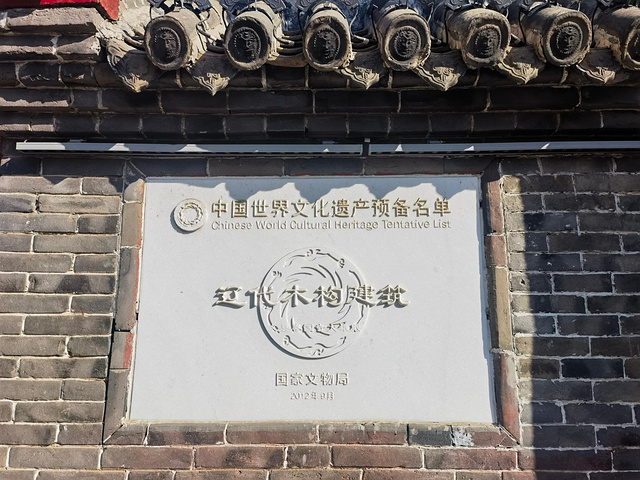 中国世界文化遗产预备名单
Chinese World Cultural Heritage Tentative List
辽代木构建筑
国家文物局
2012年9月